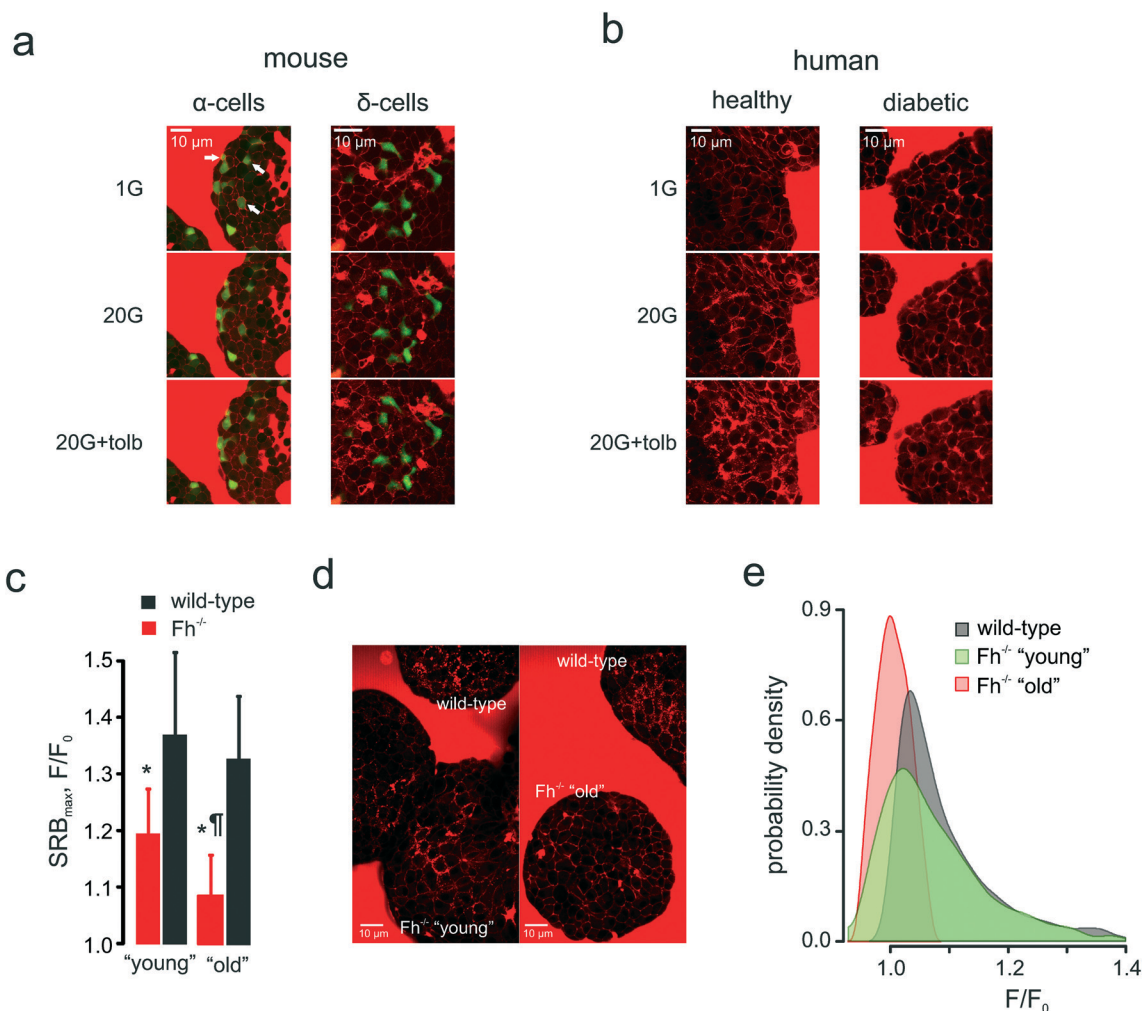 a
mouse
α-cells δ-cells
10 μm 10 μm
1G
20G
20G+tolb
b
human
healthy diabetic
10 μm 10 μm
1G
20G
20G+tolb
c
wild-type
Fh-/-
SRBmax, F/F0
1.5
1.4
1.3
1.2
1.1
1.0
*
*¶
“young” “old”
d
wild-type
wild-type
Fh-/- “old”
Fh-/- “young”
10 μm
10 μm
e
wild-type
Fh-/- “young”
Fh-/- “old”
probability density
0.9
0.6
0.3
0.0
1.0 1.2 1.4
F/F0